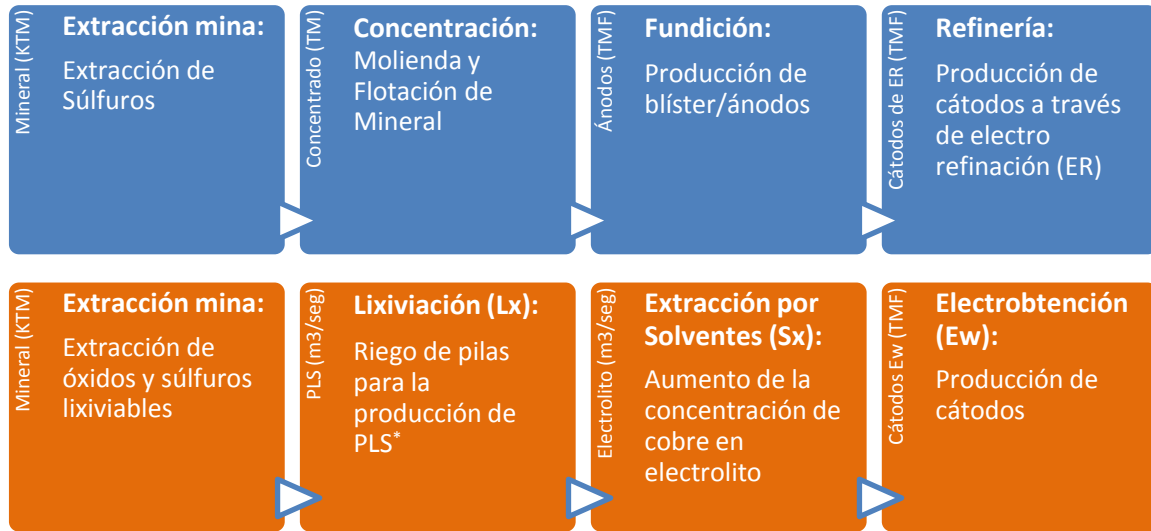 Mineral (KTM)
Extracción mina:
Extracción de
Súlfuros
Concentrado (TM)
Concentración:
Molienda y
Flotación de
Mineral
Ánodos (TMF)
Fundición:
Producción de
blíster/ánodos
Cátodos de ER (TMF)
Refinería:
Producción de
cátodos a través
de electro
refinación (ER)
Mineral (KTM)
Extracción mina:
Extracción de
óxidos y súlfuros
lixiviables
PLS (m3/seg)
Lixiviación (Lx):
Riego de pilas
para la
producción de
PLS*
Electrolito (m3/seg)
Extracción por
Solventes (Sx):
Aumento de la
concentración de
cobre en
electrolito
Cátodos Ew (TMF)
Electrobtención
(Ew):
Producción de
cátodos